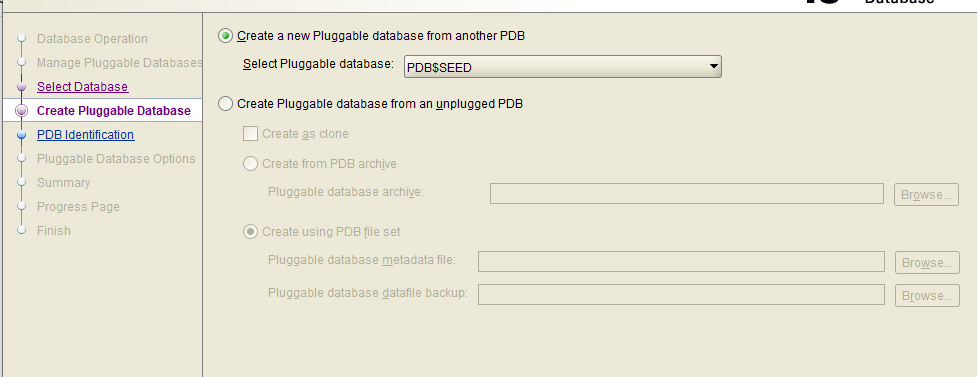 Database
Database Operation
Manage Pluggable Databases
Select Database
Create Pluggable Database
PDB Identification
Pluggable Database Options
Summary
Progress Page
Finish
Create a new Pluggable database from another PDB
Select Pluggable database: PDB$SEED
Create Pluggable database from an unplugged PDB
Create as clone
Create from PDB archive
Pluggable database archive: Browse...
Create using PDB file set
Pluggable database metadata file: Browse...
Pluggable database datafile backup: Browse...